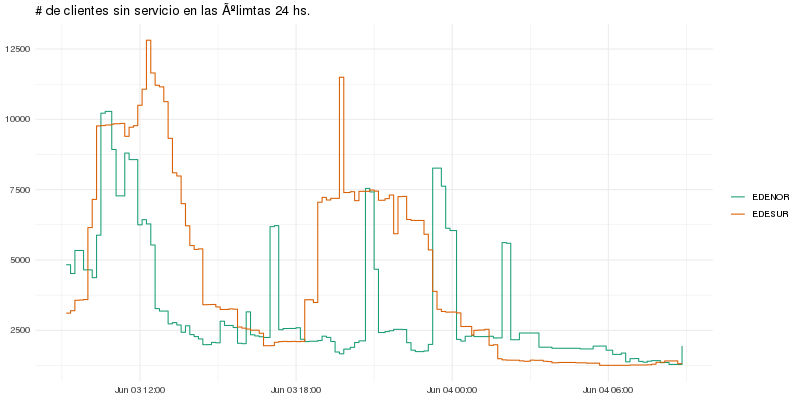 # de clientes sin servicio en las Ãºlimtas 24 hs.
12500
10000
7500
5000
2500
Jun 03 12:00
Jun 03 18:00
Jun 04 00:00
Jun 04 06:00
EDENOR
EDESUR